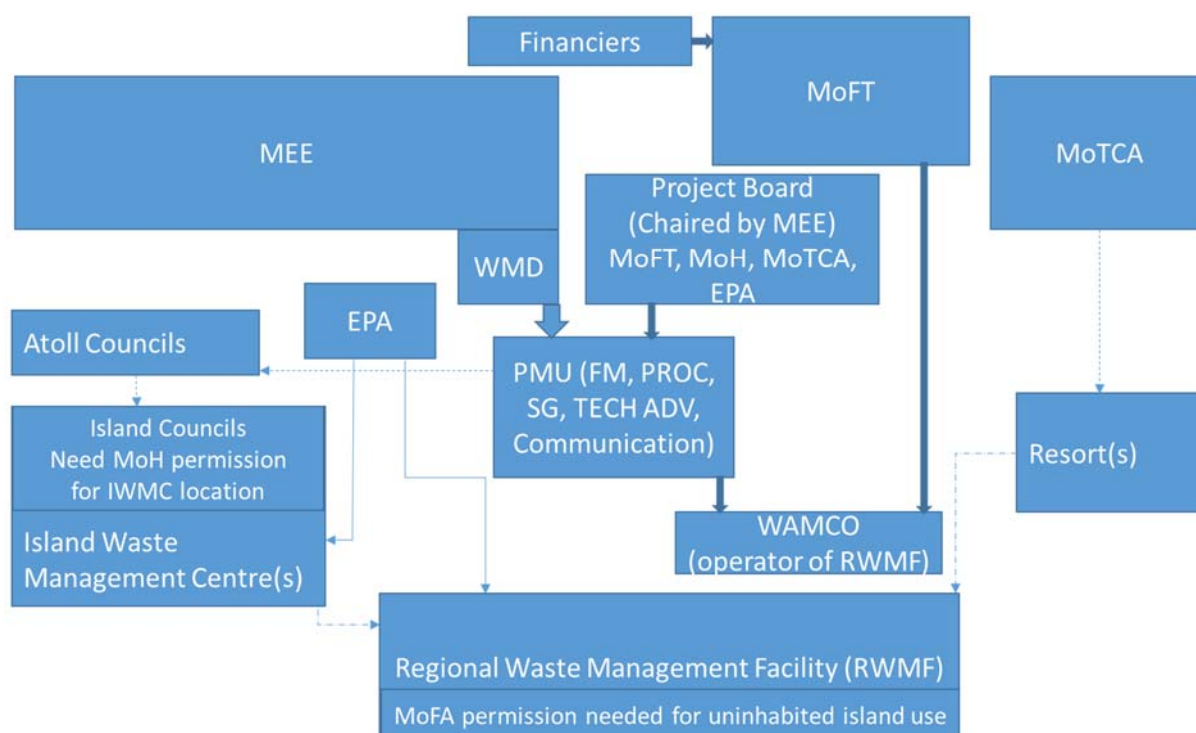 Financiers
MoFT
MEE
MoTCA
Project Board
(Chaired by MEE)
MoFT, MoH, MoTCA,
EPA
WMD
EPA
Atoll Councils
PMU (FM, PROC,
SG, TECH ADV,
Communication)
Island Councils
Need MoH permission
for IWMC location
Resort(s)
Island Waste
Management Centre(s)
WAMCO
(operator of RWMF)
Regional Waste Management Facility (RWMF)
MoFA permission needed for uninhabited island use